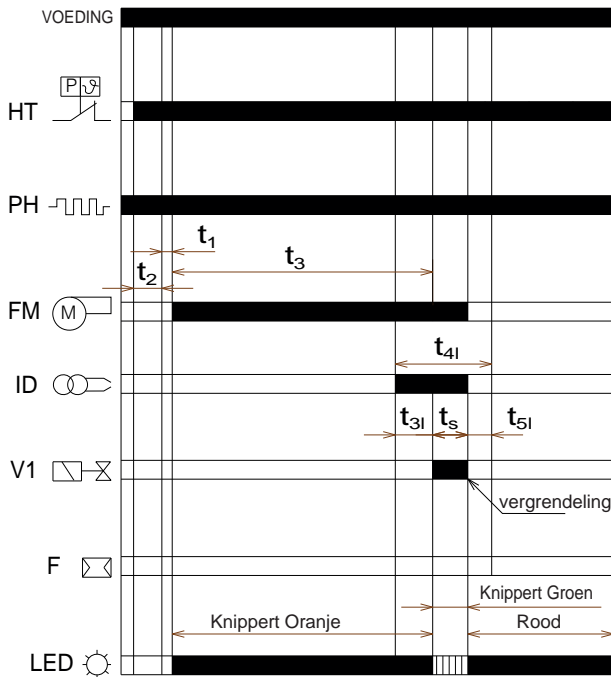 VOEDING
P ϑ
HT
PH
t1
t2
t3
FM M
t4l
ID
t3l ts t5l
V1
vergrendeling
F
Knippert Groen
Knippert Oranje Rood
LED